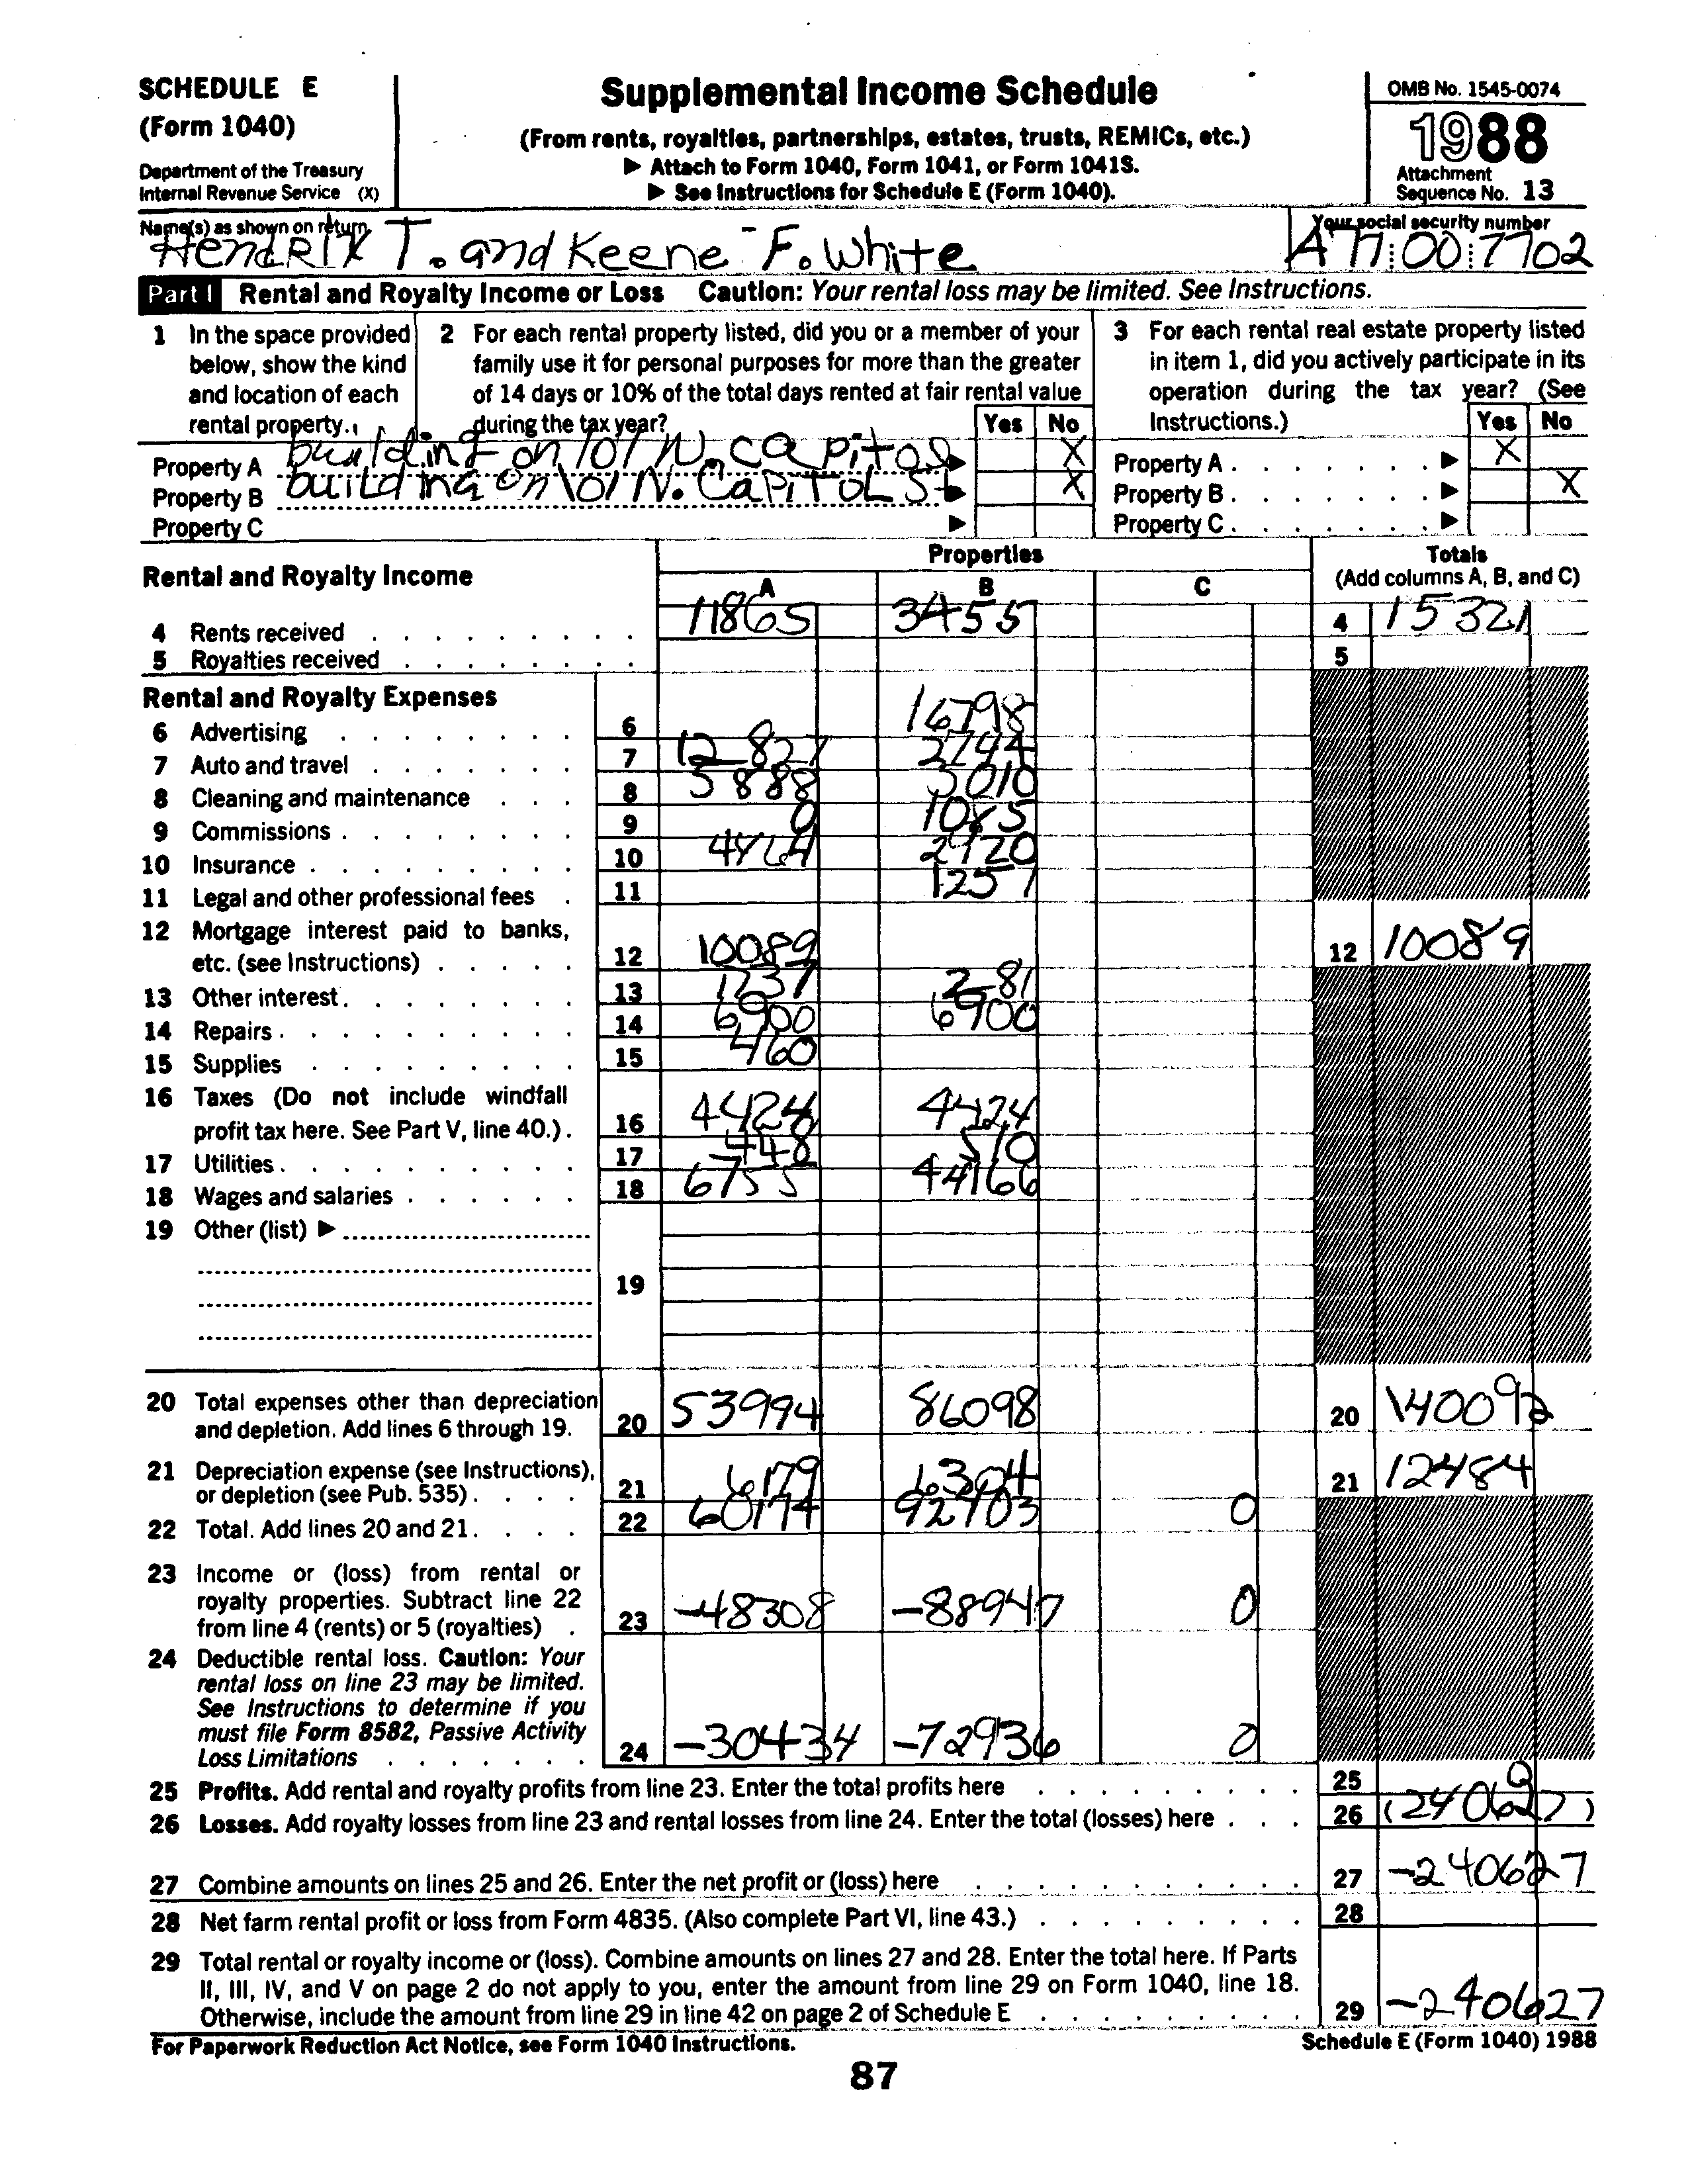 SCHEDULE E
(Form 1040)
Department of the Treasury
Internal Revenue Service (X)
Supplemental Income Schedule
(From rents, royalties, partnerships, estates, trusts, REMICs, etc.)
▶ Attach to Form 1040, Form 1041, or Form 1041S.
▶ See Instructions for Schedule E (Form 1040).
OMB No. 1545-0074
1988
Attachment
Sequence No. 13
Name(s) as shown on return
HendRIX T. and Keene F. White
Your social security number
477:00:7702
Part I Rental and Royalty Income or Loss Caution: Your rental loss may be limited. See Instructions.
1 In the space provided
below, show the kind
and location of each
rental property.
2 For each rental property listed, did you or a member of your
family use it for personal purposes for more than the greater
of 14 days or 10% of the total days rented at fair rental value
during the tax year?
Yes No
3 For each rental real estate property listed
in item 1, did you actively participate in its
operation during the tax year? (See
Instructions.)
Yes No
Property A building on 101 N. capitol ▶ X
Property B building on 101 N. CAPITOL St ▶ X
Property C ▶
Property A ▶ X
Property B ▶ X
Property C ▶
Rental and Royalty Income
Properties
A B C
Totals
(Add columns A, B, and C)
4 Rents received 11865 3455 4 15321
5 Royalties received 5
Rental and Royalty Expenses
6 Advertising 6 16798
7 Auto and travel 7 12827 2744
8 Cleaning and maintenance 8 5888 5010
9 Commissions 9 0
10 Insurance 10 4464 2920
11 Legal and other professional fees 11 1257
12 Mortgage interest paid to banks,
etc. (see Instructions) 12 10089 12 10089
13 Other interest 13 1737 281
14 Repairs 14 6900 6900
15 Supplies 15 460
16 Taxes (Do not include windfall
profit tax here. See Part V, line 40.) 16 4424 4424
17 Utilities 17 448 510
18 Wages and salaries 18 6755 44166
19 Other (list) ▶
19
20 Total expenses other than depreciation
and depletion. Add lines 6 through 19. 20 53994 86098 20 140092
21 Depreciation expense (see Instructions),
or depletion (see Pub. 535) 21 6179 6304 21 12484
22 Total. Add lines 20 and 21. 22 60174 92403 0
23 Income or (loss) from rental or
royalty properties. Subtract line 22
from line 4 (rents) or 5 (royalties) 23 -48308 -88947 0
24 Deductible rental loss. Caution: Your
rental loss on line 23 may be limited.
See Instructions to determine if you
must file Form 8582, Passive Activity
Loss Limitations 24 -30434 -72936 0
25 Profits. Add rental and royalty profits from line 23. Enter the total profits here 25 0
26 Losses. Add royalty losses from line 23 and rental losses from line 24. Enter the total (losses) here 26 (240627)
27 Combine amounts on lines 25 and 26. Enter the net profit or (loss) here 27 -240627
28 Net farm rental profit or loss from Form 4835. (Also complete Part VI, line 43.) 28
29 Total rental or royalty income or (loss). Combine amounts on lines 27 and 28. Enter the total here. If Parts
II, III, IV, and V on page 2 do not apply to you, enter the amount from line 29 on Form 1040, line 18.
Otherwise, include the amount from line 29 in line 42 on page 2 of Schedule E 29 -240627
For Paperwork Reduction Act Notice, see Form 1040 Instructions. Schedule E (Form 1040) 1988
87